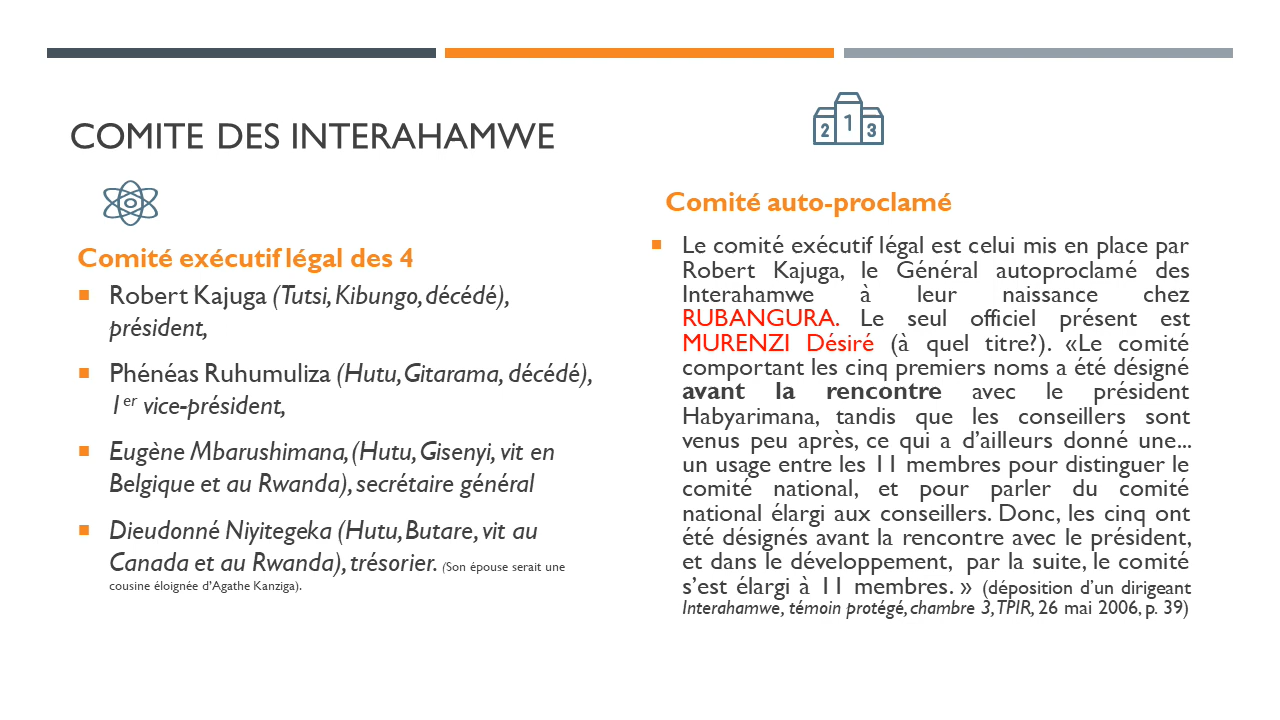 COMITE DES INTERAHAMWE
2 1 3
Comité exécutif légal des 4
Robert Kajuga (Tutsi, Kibungo, décédé),
président,
Phénéas Ruhumuliza (Hutu, Gitarama, décédé),
1er vice-président,
Eugène Mbarushimana, (Hutu, Gisenyi, vit en
Belgique et au Rwanda), secrétaire général
Dieudonné Niyitegeka (Hutu, Butare, vit au
Canada et au Rwanda), trésorier. (Son épouse serait une
cousine éloignée d'Agathe Kanziga).
Comité auto-proclamé
Le comité exécutif légal est celui mis en place par
Robert Kajuga, le Général autoproclamé des
Interahamwe à leur naissance chez
RUBANGURA. Le seul officiel présent est
MURENZI Désiré (à quel titre?). «Le comité
comportant les cinq premiers noms a été désigné
avant la rencontre avec le président
Habyarimana, tandis que les conseillers sont
venus peu après, ce qui a d'ailleurs donné une...
un usage entre les 11 membres pour distinguer le
comité national, et pour parler du comité
national élargi aux conseillers. Donc, les cinq ont
été désignés avant la rencontre avec le président,
et dans le développement, par la suite, le comité
s'est élargi à 11 membres. » (déposition d'un dirigeant
Interahamwe, témoin protégé, chambre 3, TPIR, 26 mai 2006, p. 39)